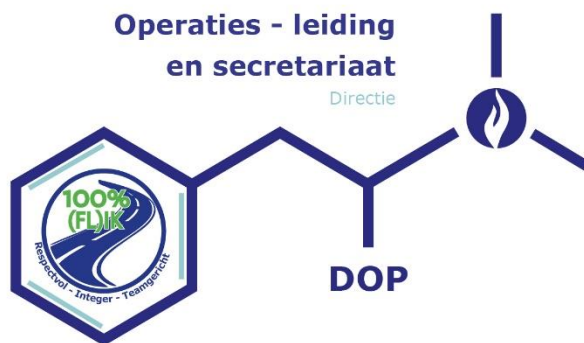 Operaties - leiding
en secretariaat
Directie
100%
(FL)IK
Respectvol - Integer - Teamgericht
DOP